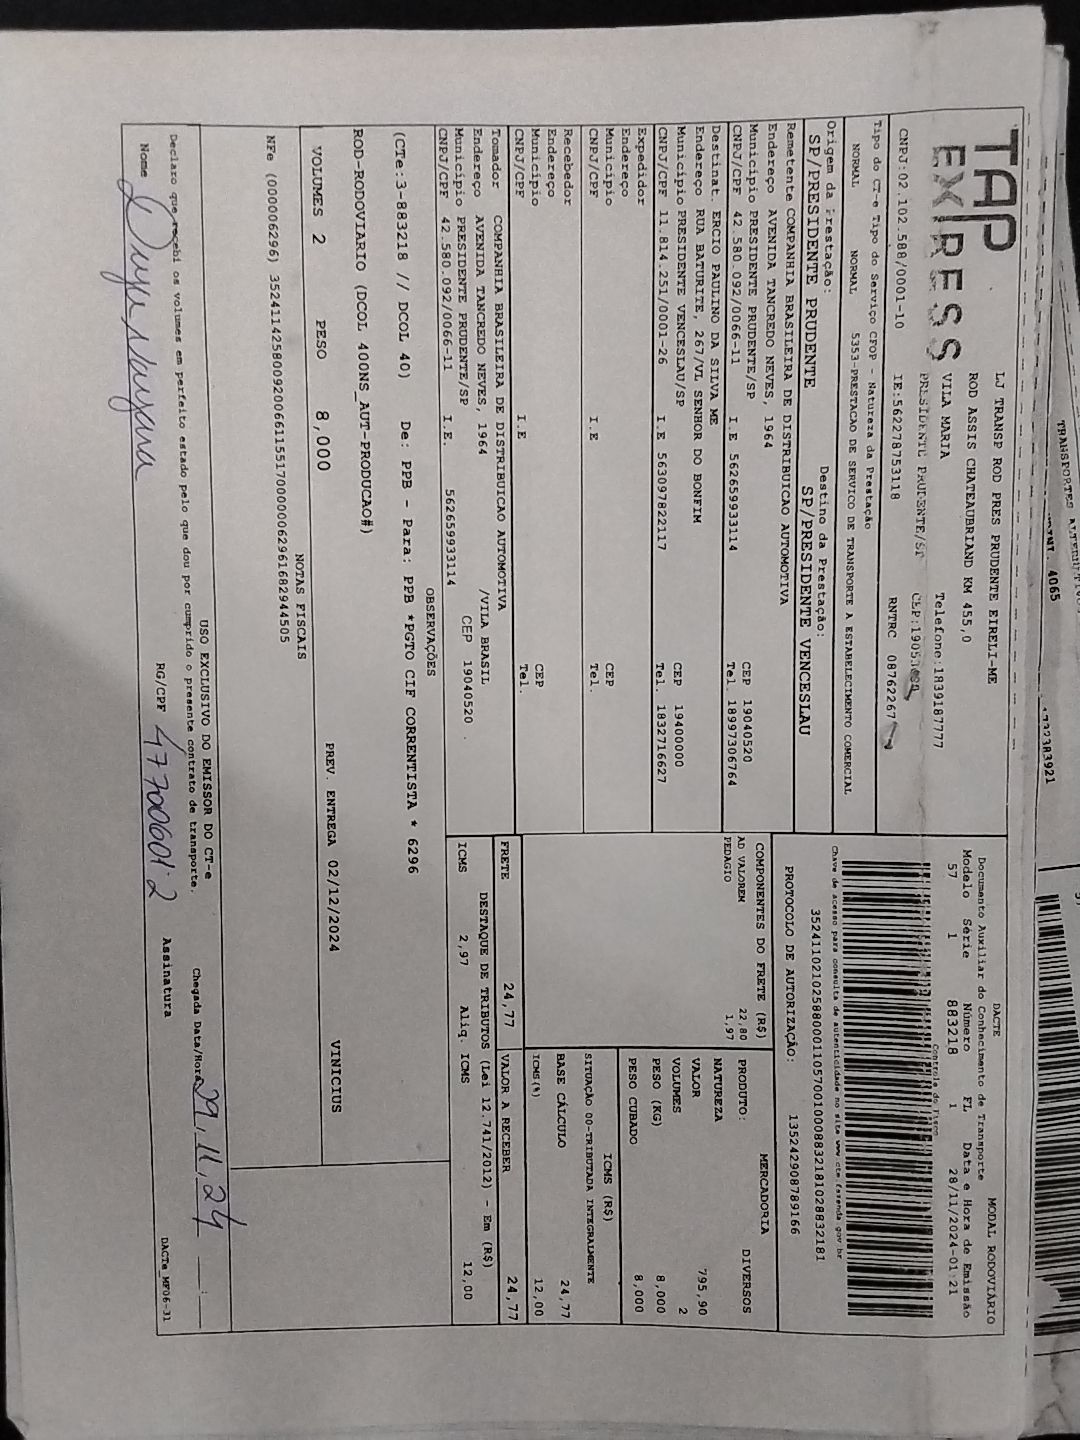 TAP EXPRESS
LJ TRANSP ROD PRES PRUDENTE EIRELI-ME
ROD ASSIS CHATEAUBRIAND KM 455,0
VILA MARIA Telefone:1839187777
PRESIDENTE PRUDENTE/SP
CNPJ:02.102.588/0001-10 IE:562278753118 RNTRC 08762267
Tipo do CT-e Tipo do Serviço CFOP - Natureza da Prestação
NORMAL NORMAL 5353-PRESTACAO DE SERVICO DE TRANSPORTE A ESTABELECIMENTO COMERCIAL
Origem da Prestação: Destino da Prestação:
SP/PRESIDENTE PRUDENTE SP/PRESIDENTE VENCESLAU
Remetente COMPANHIA BRASILEIRA DE DISTRIBUICAO AUTOMOTIVA
Endereço AVENIDA TANCREDO NEVES, 1964
Município PRESIDENTE PRUDENTE/SP CEP 19040520
CNPJ/CPF 42.580.092/0066-11 I.E 562659933114 Tel. 18997306764
Destinat. ERCIO PAULINO DA SILVA ME
Endereço RUA BATURITE, 267/VL SENHOR DO BONFIM
Município PRESIDENTE VENCESLAU/SP CEP 19400000
CNPJ/CPF 11.814.251/0001-26 I.E 563097822117 Tel. 1832716627
Expedidor
Endereço
Município CEP
CNPJ/CPF I.E Tel.
Recebedor
Endereço
Município CEP
CNPJ/CPF I.E Tel.
Tomador COMPANHIA BRASILEIRA DE DISTRIBUICAO AUTOMOTIVA
Endereço AVENIDA TANCREDO NEVES, 1964 /VILA BRASIL
Município PRESIDENTE PRUDENTE/SP CEP 19040520
CNPJ/CPF 42.580.092/0066-11 I.E. 562659933114
DACTE MODAL RODOVIÁRIO
Documento Auxiliar do Conhecimento de Transporte
Modelo Série Número FL Data e Hora de Emissão
57 1 883218 1 28/11/2024-01:21
Controle do Fisco
Chave de acesso para consulta de autenticidade no site www.cte.fazenda.gov.br
35241102102588000110570010008832181028832181
PROTOCOLO DE AUTORIZAÇÃO: 135242908789166
COMPONENTES DO FRETE (R$)
AD VALOREM 22,80
PEDAGIO 1,97
PRODUTO: MERCADORIA
NATUREZA DIVERSOS
VALOR 795,90
VOLUMES 2
PESO (KG) 8,000
PESO CUBADO 8,000
ICMS (R$)
SITUAÇÃO 00-TRIBUTADA INTEGRALMENTE
BASE CÁLCULO 24,77
ICMS(%) 12,00
FRETE 24,77 VALOR A RECEBER 24,77
DESTAQUE DE TRIBUTOS (Lei 12.741/2012) - Em (R$)
ICMS 2,97 Aliq. ICMS 12,00
OBSERVAÇÕES
(CTe:3-883218 // DCOL 40) De: PPB - Para: PPB *PGTO CIF CORRENTISTA * 6296
ROD-RODOVIARIO (DCOL 400NS_AUT-PRODUCAO#)
VOLUMES 2 PESO 8,000 PREV. ENTREGA 02/12/2024 VINICIUS
NOTAS FISCAIS
NFe (000006296) 35241142580092006611551700000062961682944505
USO EXCLUSIVO DO EMISSOR DO CT-e
Declaro que recebi os volumes em perfeito estado pelo que dou por cumprido o presente contrato de transporte.
Chegada Data/Hora 29,11,24
Nome RG/CPF 47700601-2 Assinatura
DACTe_MF06-31
4065
1732383921